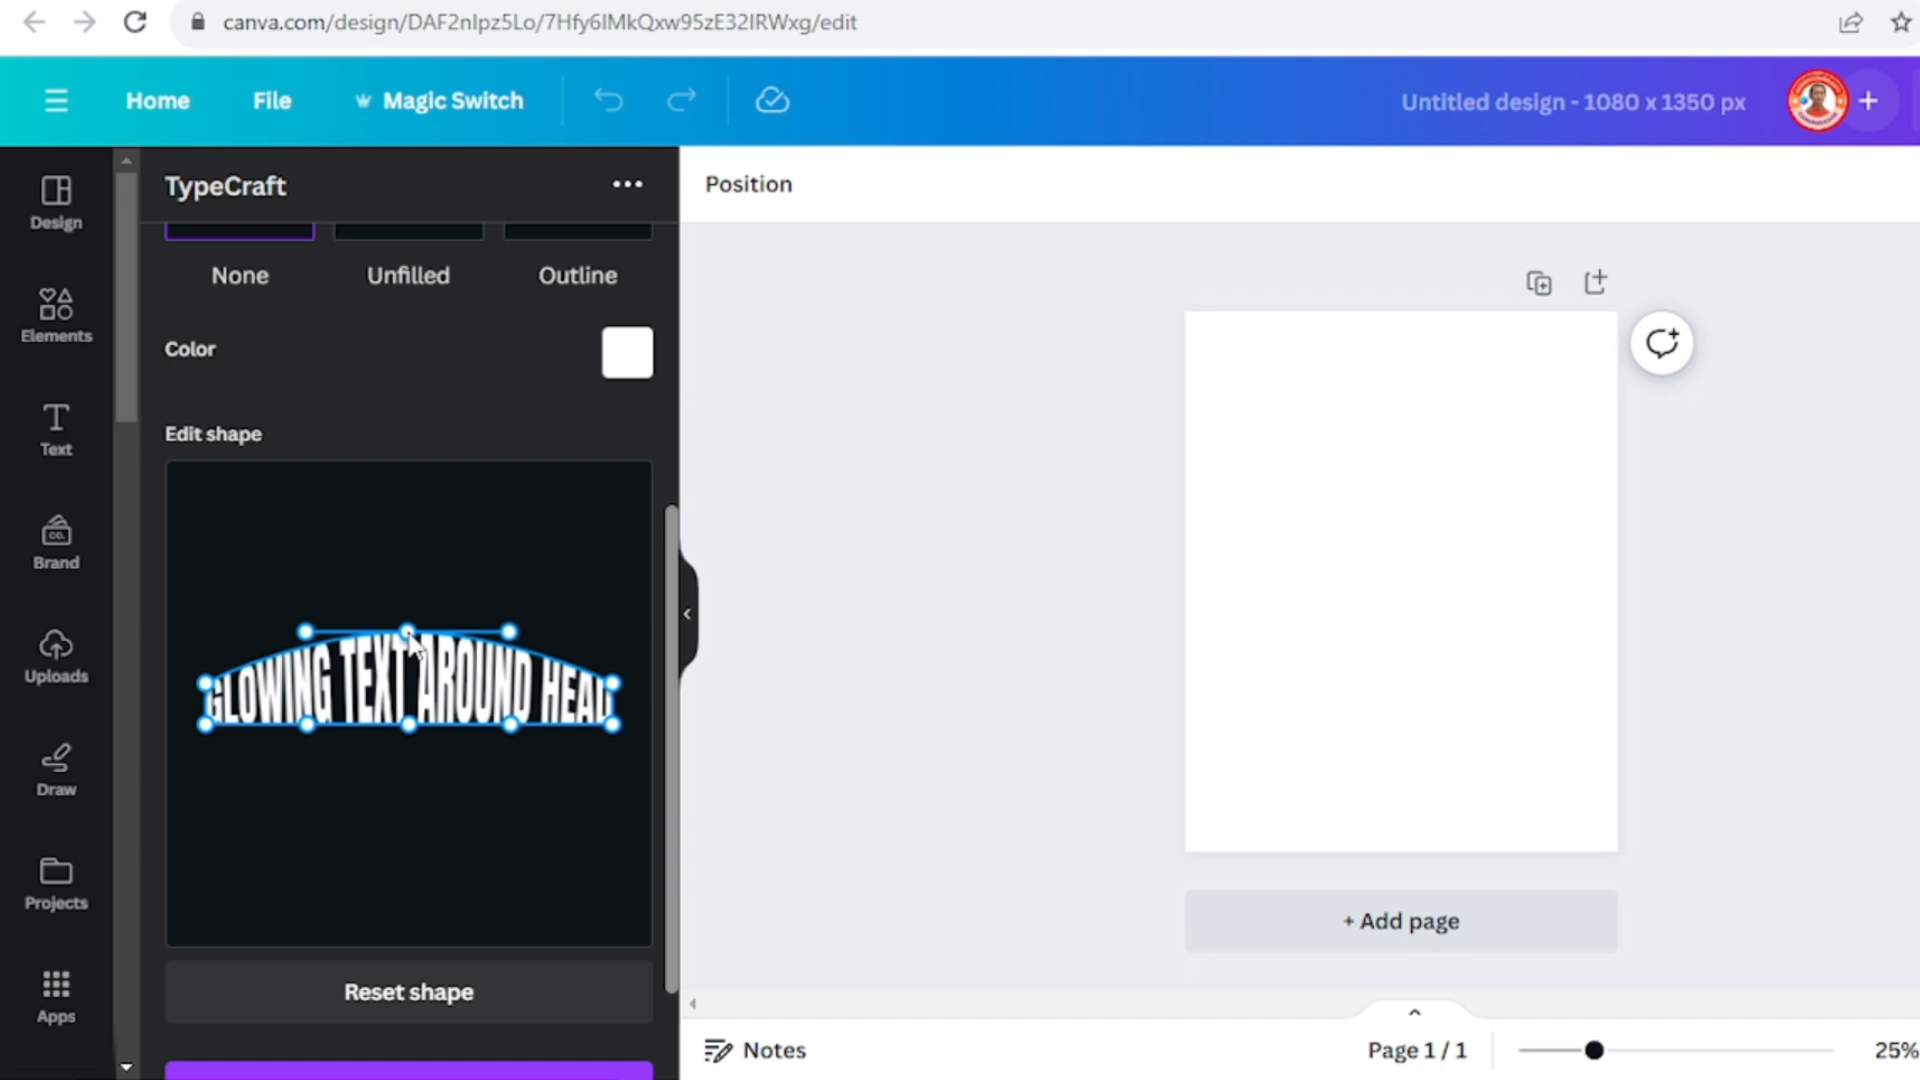 canva.com/design/DAF2nlpz5Lo/7Hfy6lMkQxw95zE32lRWxg/edit
Home
File
Magic Switch
Untitled design - 1080 x 1350 px
Design
Elements
Text
CO.
Brand
Uploads
Draw
Projects
Apps
TypeCraft
None
Unfilled
Outline
Color
Edit shape
GLOWING TEXT AROUND HEAD
Reset shape
Position
+ Add page
Notes
Page 1 / 1
25%